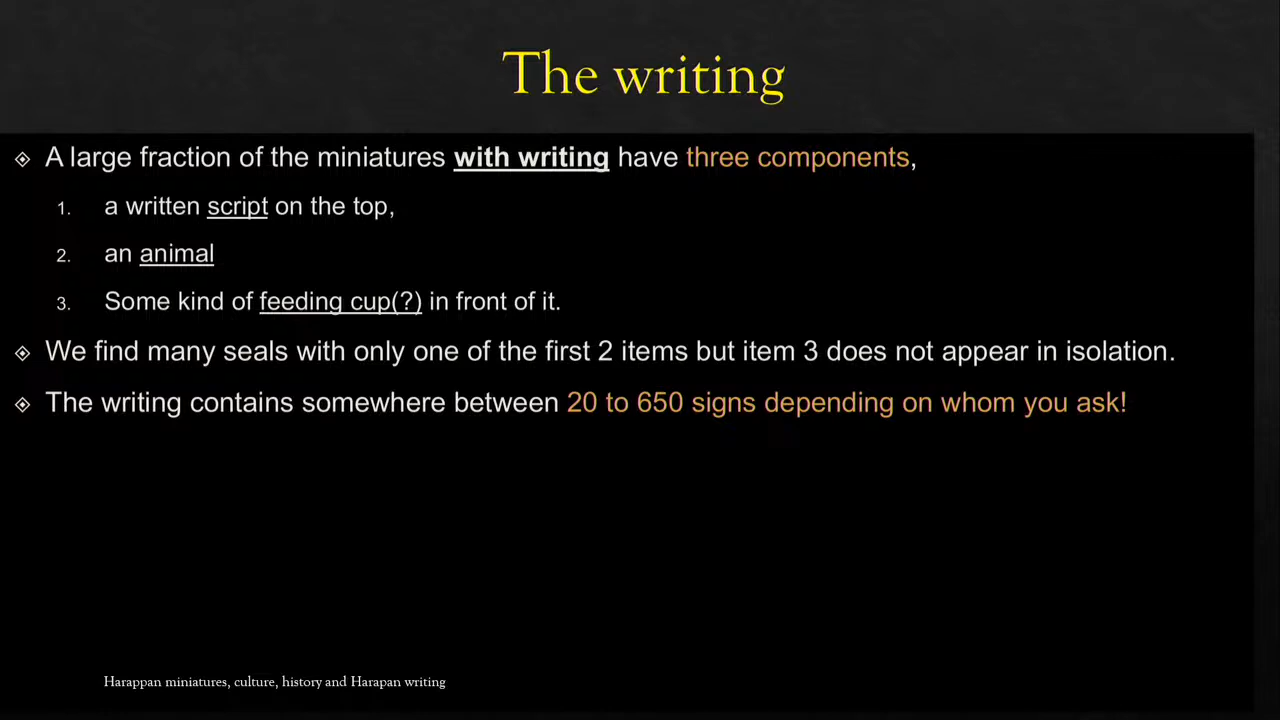 The writing
A large fraction of the miniatures with writing have three components,
1. a written script on the top,
2. an animal
3. Some kind of feeding cup(?) in front of it.
We find many seals with only one of the first 2 items but item 3 does not appear in isolation.
The writing contains somewhere between 20 to 650 signs depending on whom you ask!
Harappan miniatures, culture, history and Harapan writing